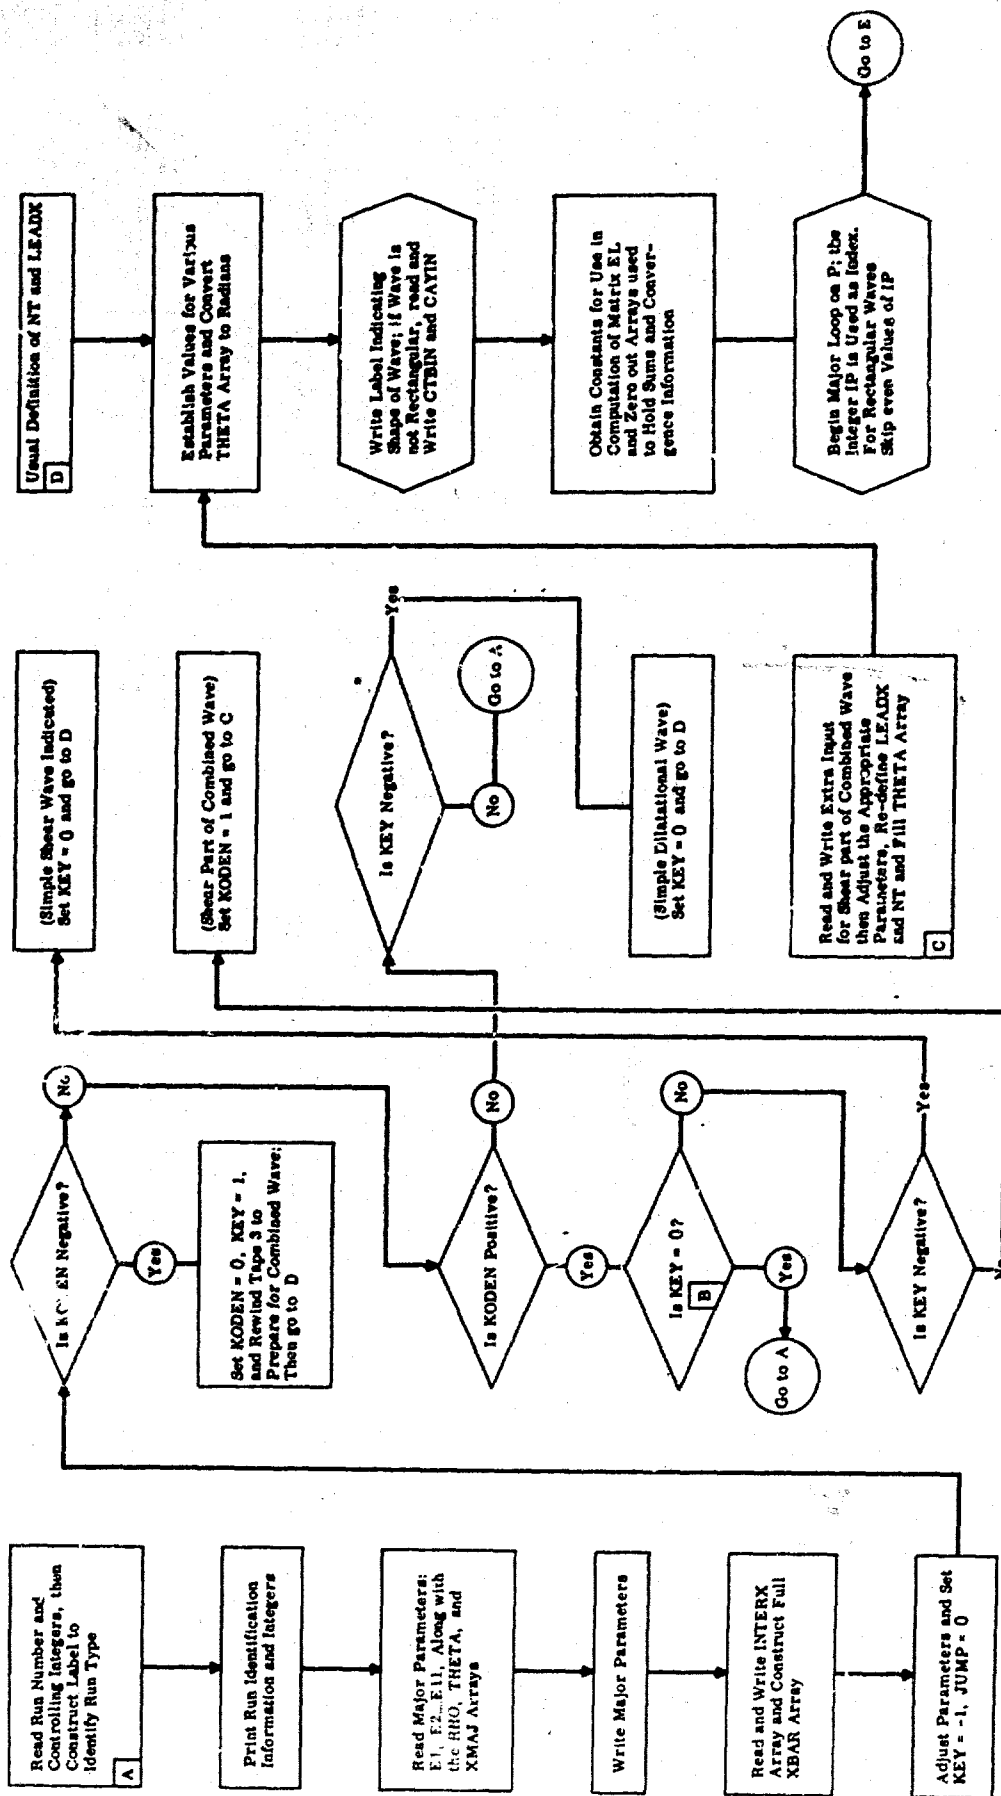 Read Run Number and
Controlling Integers, then
Construct Label to
Identify Run Type
A
Print Run Identification
Information and Integers
Read Major Parameters:
E1, E2...E11, Along with
the RHO, THETA, and
XMAJ Arrays
Write Major Parameters
Read and Write INTERX
Array and Construct Full
XBAR Array
Adjust Parameters and Set
KEY = -1, JUMP = 0
Is KO EN Negative?
No
Yes
Set KODEN = 0, KEY = 1,
and Rewind Tape 3 to
Prepare for Combined Wave;
Then go to D
Is KODEN Positive?
No
Yes
Is KEY = 0?
B
No
Yes
Go to A
Is KEY Negative?
Yes
(Simple Shear Wave Indicated)
Set KEY = 0 and go to D
(Shear Part of Combined Wave)
Set KODEN = 1 and go to C
Is KEY Negative?
Yes
No
Go to A
(Simple Dilatational Wave)
Set KEY = 0 and go to D
Read and Write Extra Input
for Shear part of Combined Wave
then Adjust the Appropriate
Parameters, Re-define LEADX
and NT and Fill THETA Array
C
Usual Definition of NT and LEADX
D
Establish Values for Various
Parameters and Convert
THETA Array to Radians
Write Label Indicating
Shape of Wave; if Wave is
not Rectangular, read and
Write CTBIN and CAYIN
Obtain Constants for Use in
Computation of Matrix EL
and Zero out Arrays used
to Hold Sums and Conver-
gence Information
Begin Major Loop on P; the
Integer IP is Used as Index.
For Rectangular Waves
Skip even Values of IP
Go to E